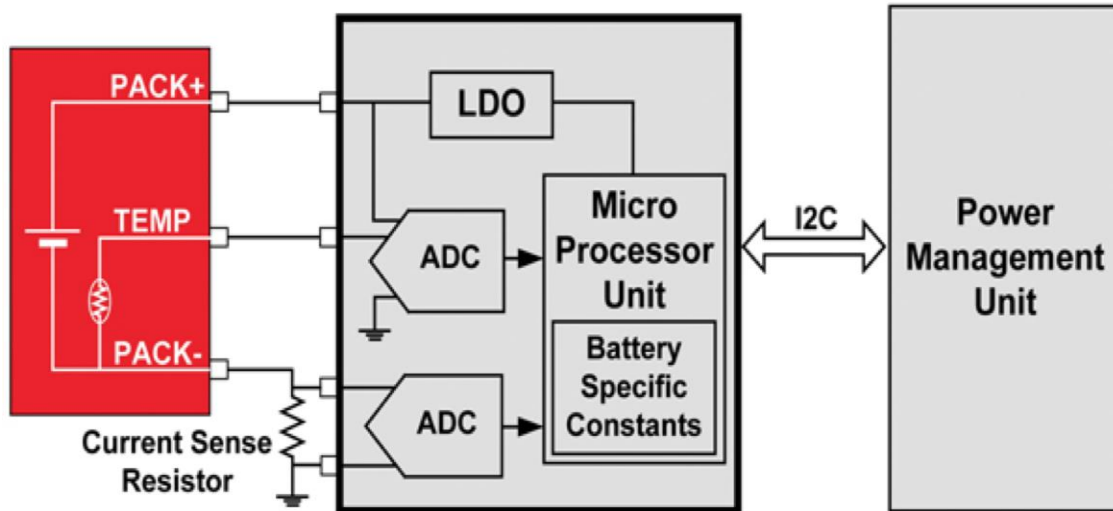 PACK+
TEMP
PACK-
Current Sense
Resistor
LDO
ADC
ADC
Micro
Processor
Unit
Battery
Specific
Constants
I2C
Power
Management
Unit